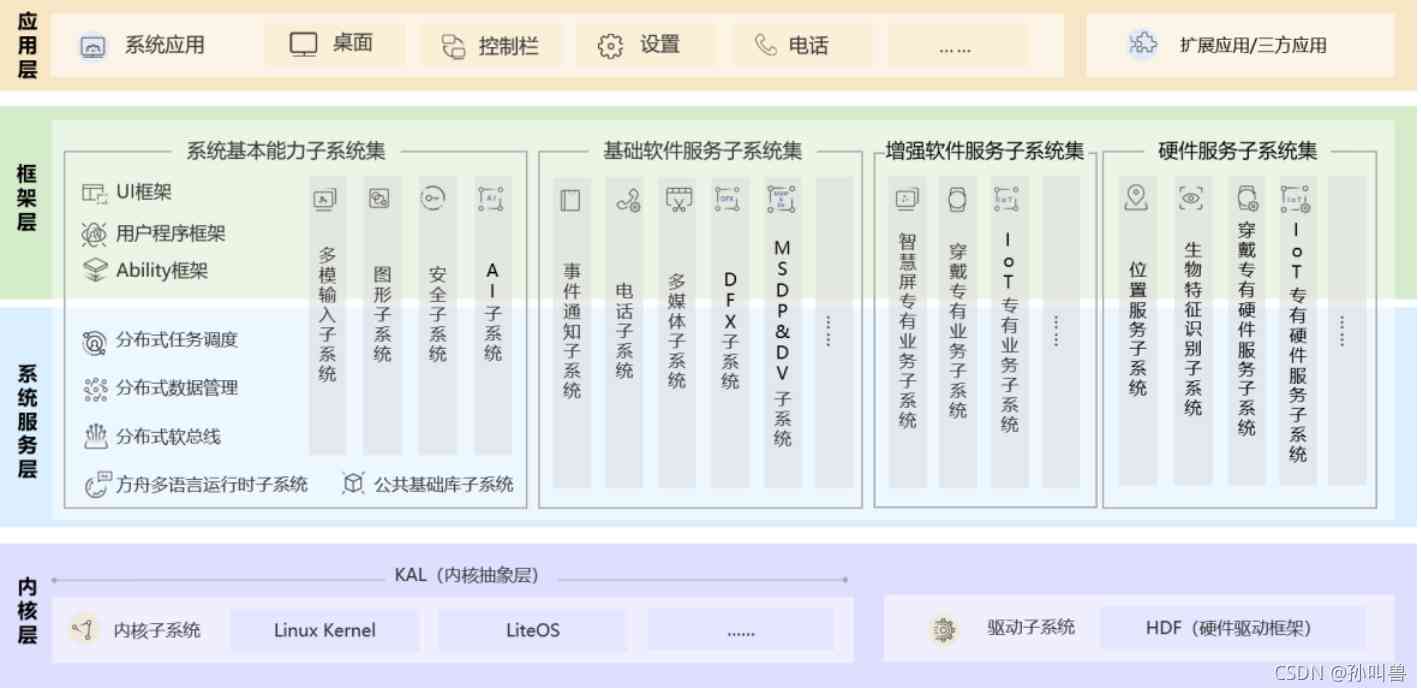 应用层
系统应用
桌面
控制栏
设置
电话
……
扩展应用/三方应用
框架层
系统服务层
系统基本能力子系统集
UI框架
用户程序框架
Ability框架
分布式任务调度
分布式数据管理
分布式软总线
方舟多语言运行时子系统
公共基础库子系统
多模输入子系统
图形子系统
安全子系统
AI子系统
基础软件服务子系统集
事件通知子系统
电话子系统
多媒体子系统
DFX
DFX子系统
MSDP&DV子系统
……
增强软件服务子系统集
智慧屏专有业务子系统
穿戴专有业务子系统
IoT
IoT专有业务子系统
……
硬件服务子系统集
位置服务子系统
生物特征识别子系统
穿戴专有硬件服务子系统
IoT
IoT专有硬件服务子系统
……
内核层
KAL（内核抽象层）
内核子系统
Linux Kernel
LiteOS
......
驱动子系统
HDF（硬件驱动框架）
CSDN @孙叫兽